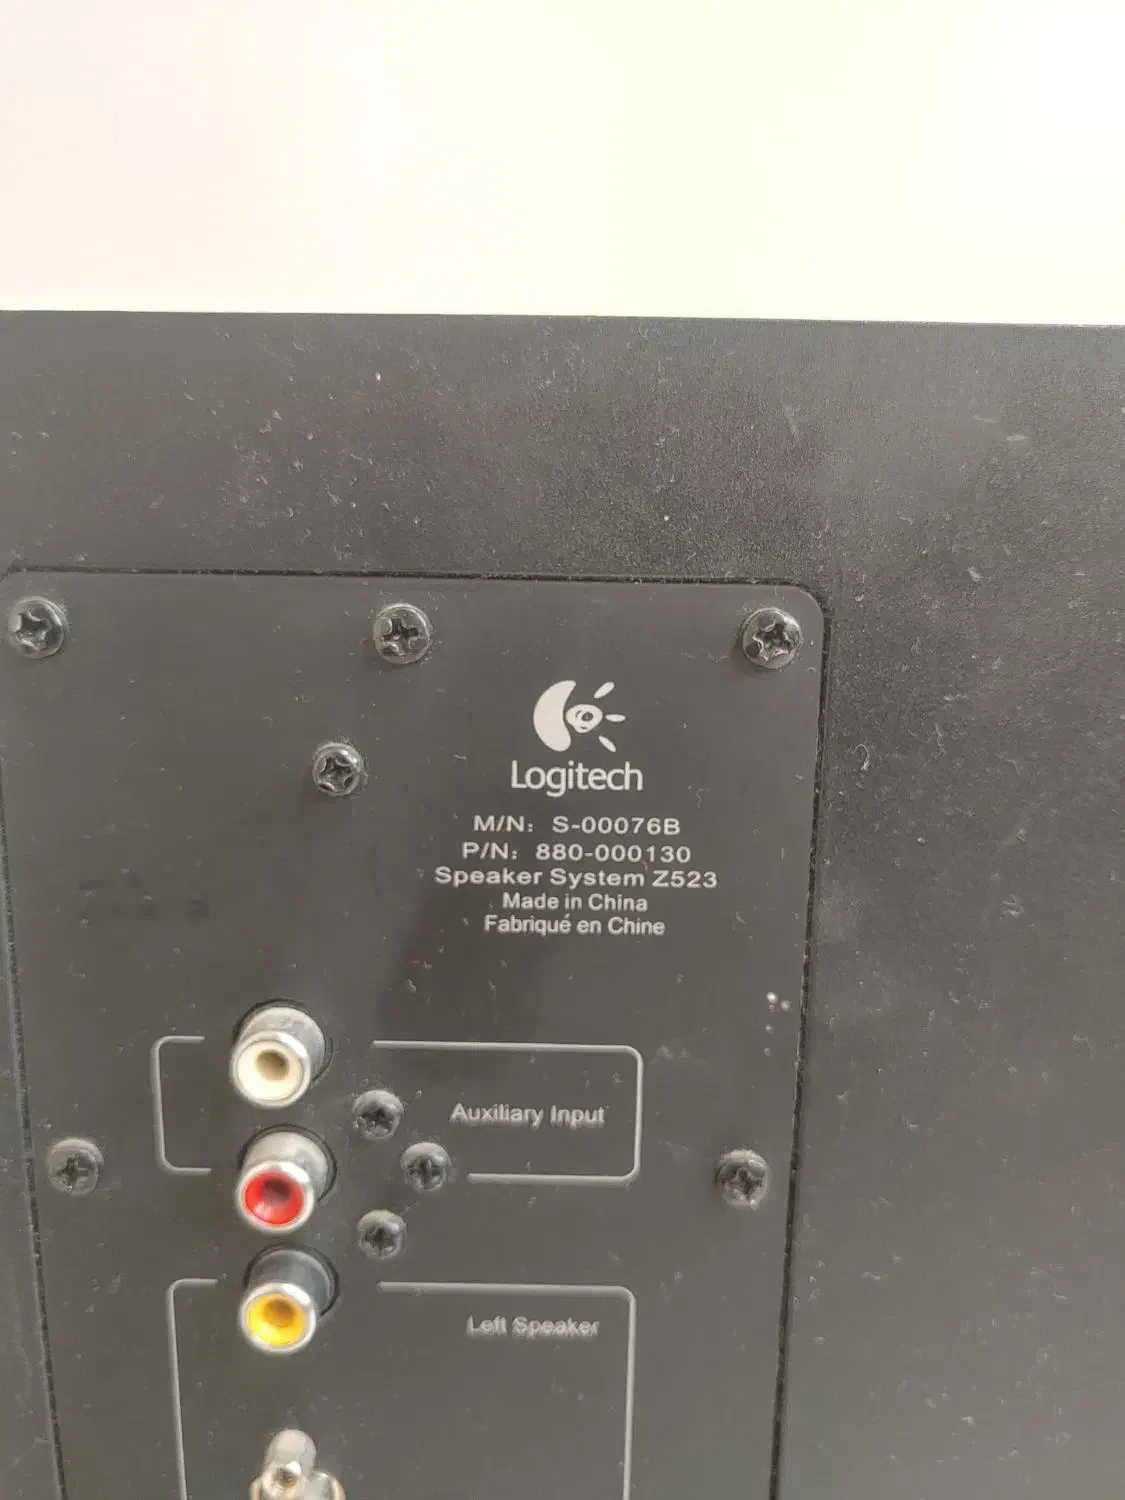 Logitech
M/N: S-00076B
P/N: 880-000130
Speaker System Z523
Made in China
Fabriqué en Chine
Auxiliary Input
Left Speaker